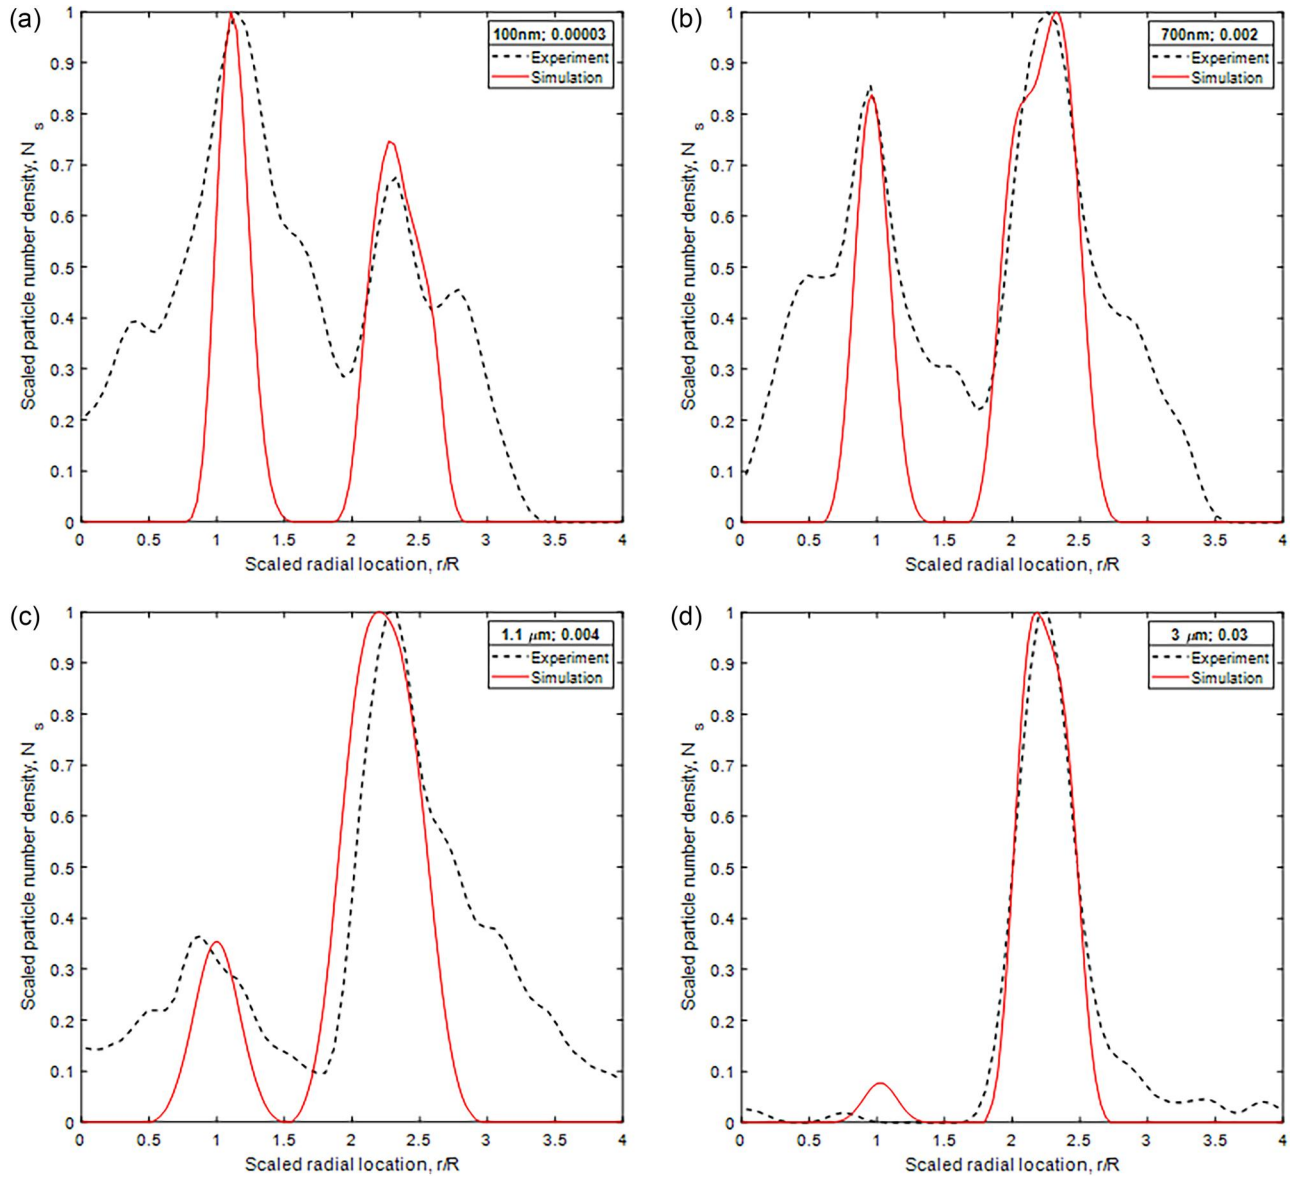 (a)
100nm; 0.00003
Experiment
Simulation
Scaled particle number density, N s
1
0.9
0.8
0.7
0.6
0.5
0.4
0.3
0.2
0.1
0
0 0.5 1 1.5 2 2.5 3 3.5 4
Scaled radial location, r/R
(b)
700nm; 0.002
Experiment
Simulation
Scaled particle number density, N s
1
0.9
0.8
0.7
0.6
0.5
0.4
0.3
0.2
0.1
0
0 0.5 1 1.5 2 2.5 3 3.5 4
Scaled radial location, r/R
(c)
1.1 μm; 0.004
Experiment
Simulation
Scaled particle number density, N s
1
0.9
0.8
0.7
0.6
0.5
0.4
0.3
0.2
0.1
0
0 0.5 1 1.5 2 2.5 3 3.5 4
Scaled radial location, r/R
(d)
3 μm; 0.03
Experiment
Simulation
Scaled particle number density, N s
1
0.9
0.8
0.7
0.6
0.5
0.4
0.3
0.2
0.1
0
0 0.5 1 1.5 2 2.5 3 3.5 4
Scaled radial location, r/R